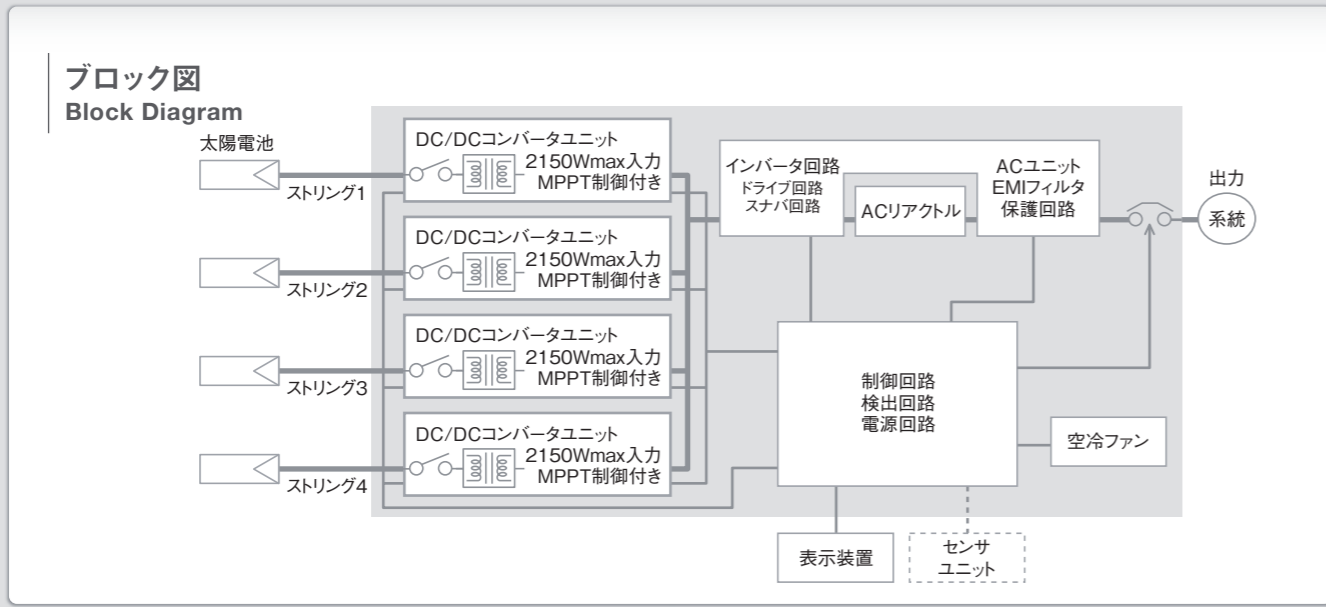 ブロック図
Block Diagram
太陽電池
ストリング1
DC/DCコンバータユニット
2150Wmax入力
MPPT制御付き
ストリング2
DC/DCコンバータユニット
2150Wmax入力
MPPT制御付き
ストリング3
DC/DCコンバータユニット
2150Wmax入力
MPPT制御付き
ストリング4
DC/DCコンバータユニット
2150Wmax入力
MPPT制御付き
インバータ回路
ドライブ回路
スナバ回路
ACリアクトル
ACユニット
EMIフィルタ
保護回路
出力
系統
制御回路
検出回路
電源回路
空冷ファン
表示装置
センサ
ユニット